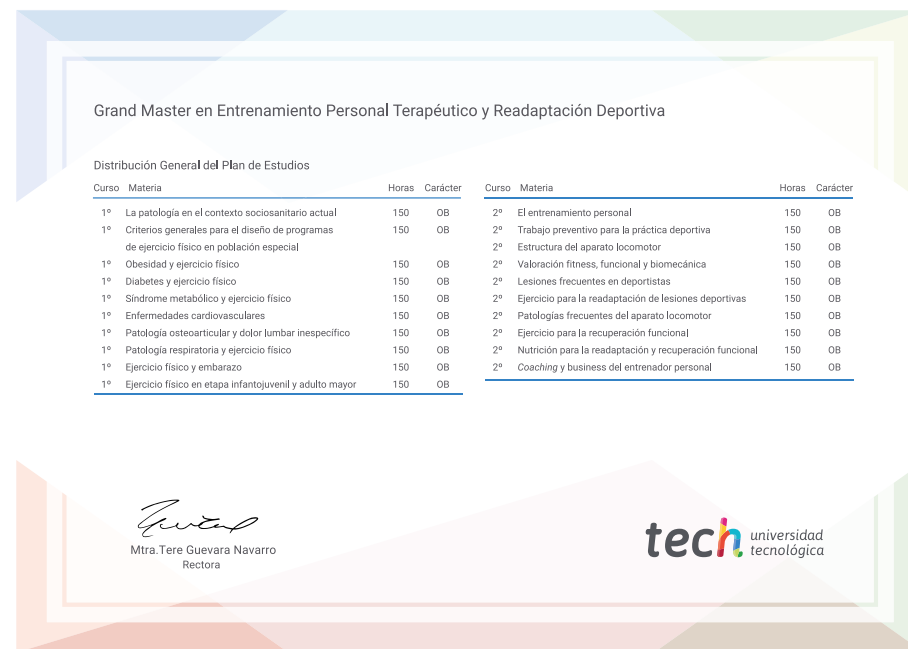 Grand Master en Entrenamiento Personal Terapéutico y Readaptación Deportiva
Distribución General del Plan de Estudios
Curso Materia Horas Carácter
1º La patología en el contexto sociosanitario actual 150 OB
1º Criterios generales para el diseño de programas 150 OB
de ejercicio físico en población especial
1º Obesidad y ejercicio físico 150 OB
1º Diabetes y ejercicio físico 150 OB
1º Síndrome metabólico y ejercicio físico 150 OB
1º Enfermedades cardiovasculares 150 OB
1º Patología osteoarticular y dolor lumbar inespecífico 150 OB
1º Patología respiratoria y ejercicio físico 150 OB
1º Ejercicio físico y embarazo 150 OB
1º Ejercicio físico en etapa infantojuvenil y adulto mayor 150 OB
Curso Materia Horas Carácter
2º El entrenamiento personal 150 OB
2º Trabajo preventivo para la práctica deportiva 150 OB
2º Estructura del aparato locomotor 150 OB
2º Valoración fitness, funcional y biomecánica 150 OB
2º Lesiones frecuentes en deportistas 150 OB
2º Ejercicio para la readaptación de lesiones deportivas 150 OB
2º Patologías frecuentes del aparato locomotor 150 OB
2º Ejercicio para la recuperación funcional 150 OB
2º Nutrición para la readaptación y recuperación funcional 150 OB
2º Coaching y business del entrenador personal 150 OB
Mtra.Tere Guevara Navarro
Rectora
tech universidad
tecnológica